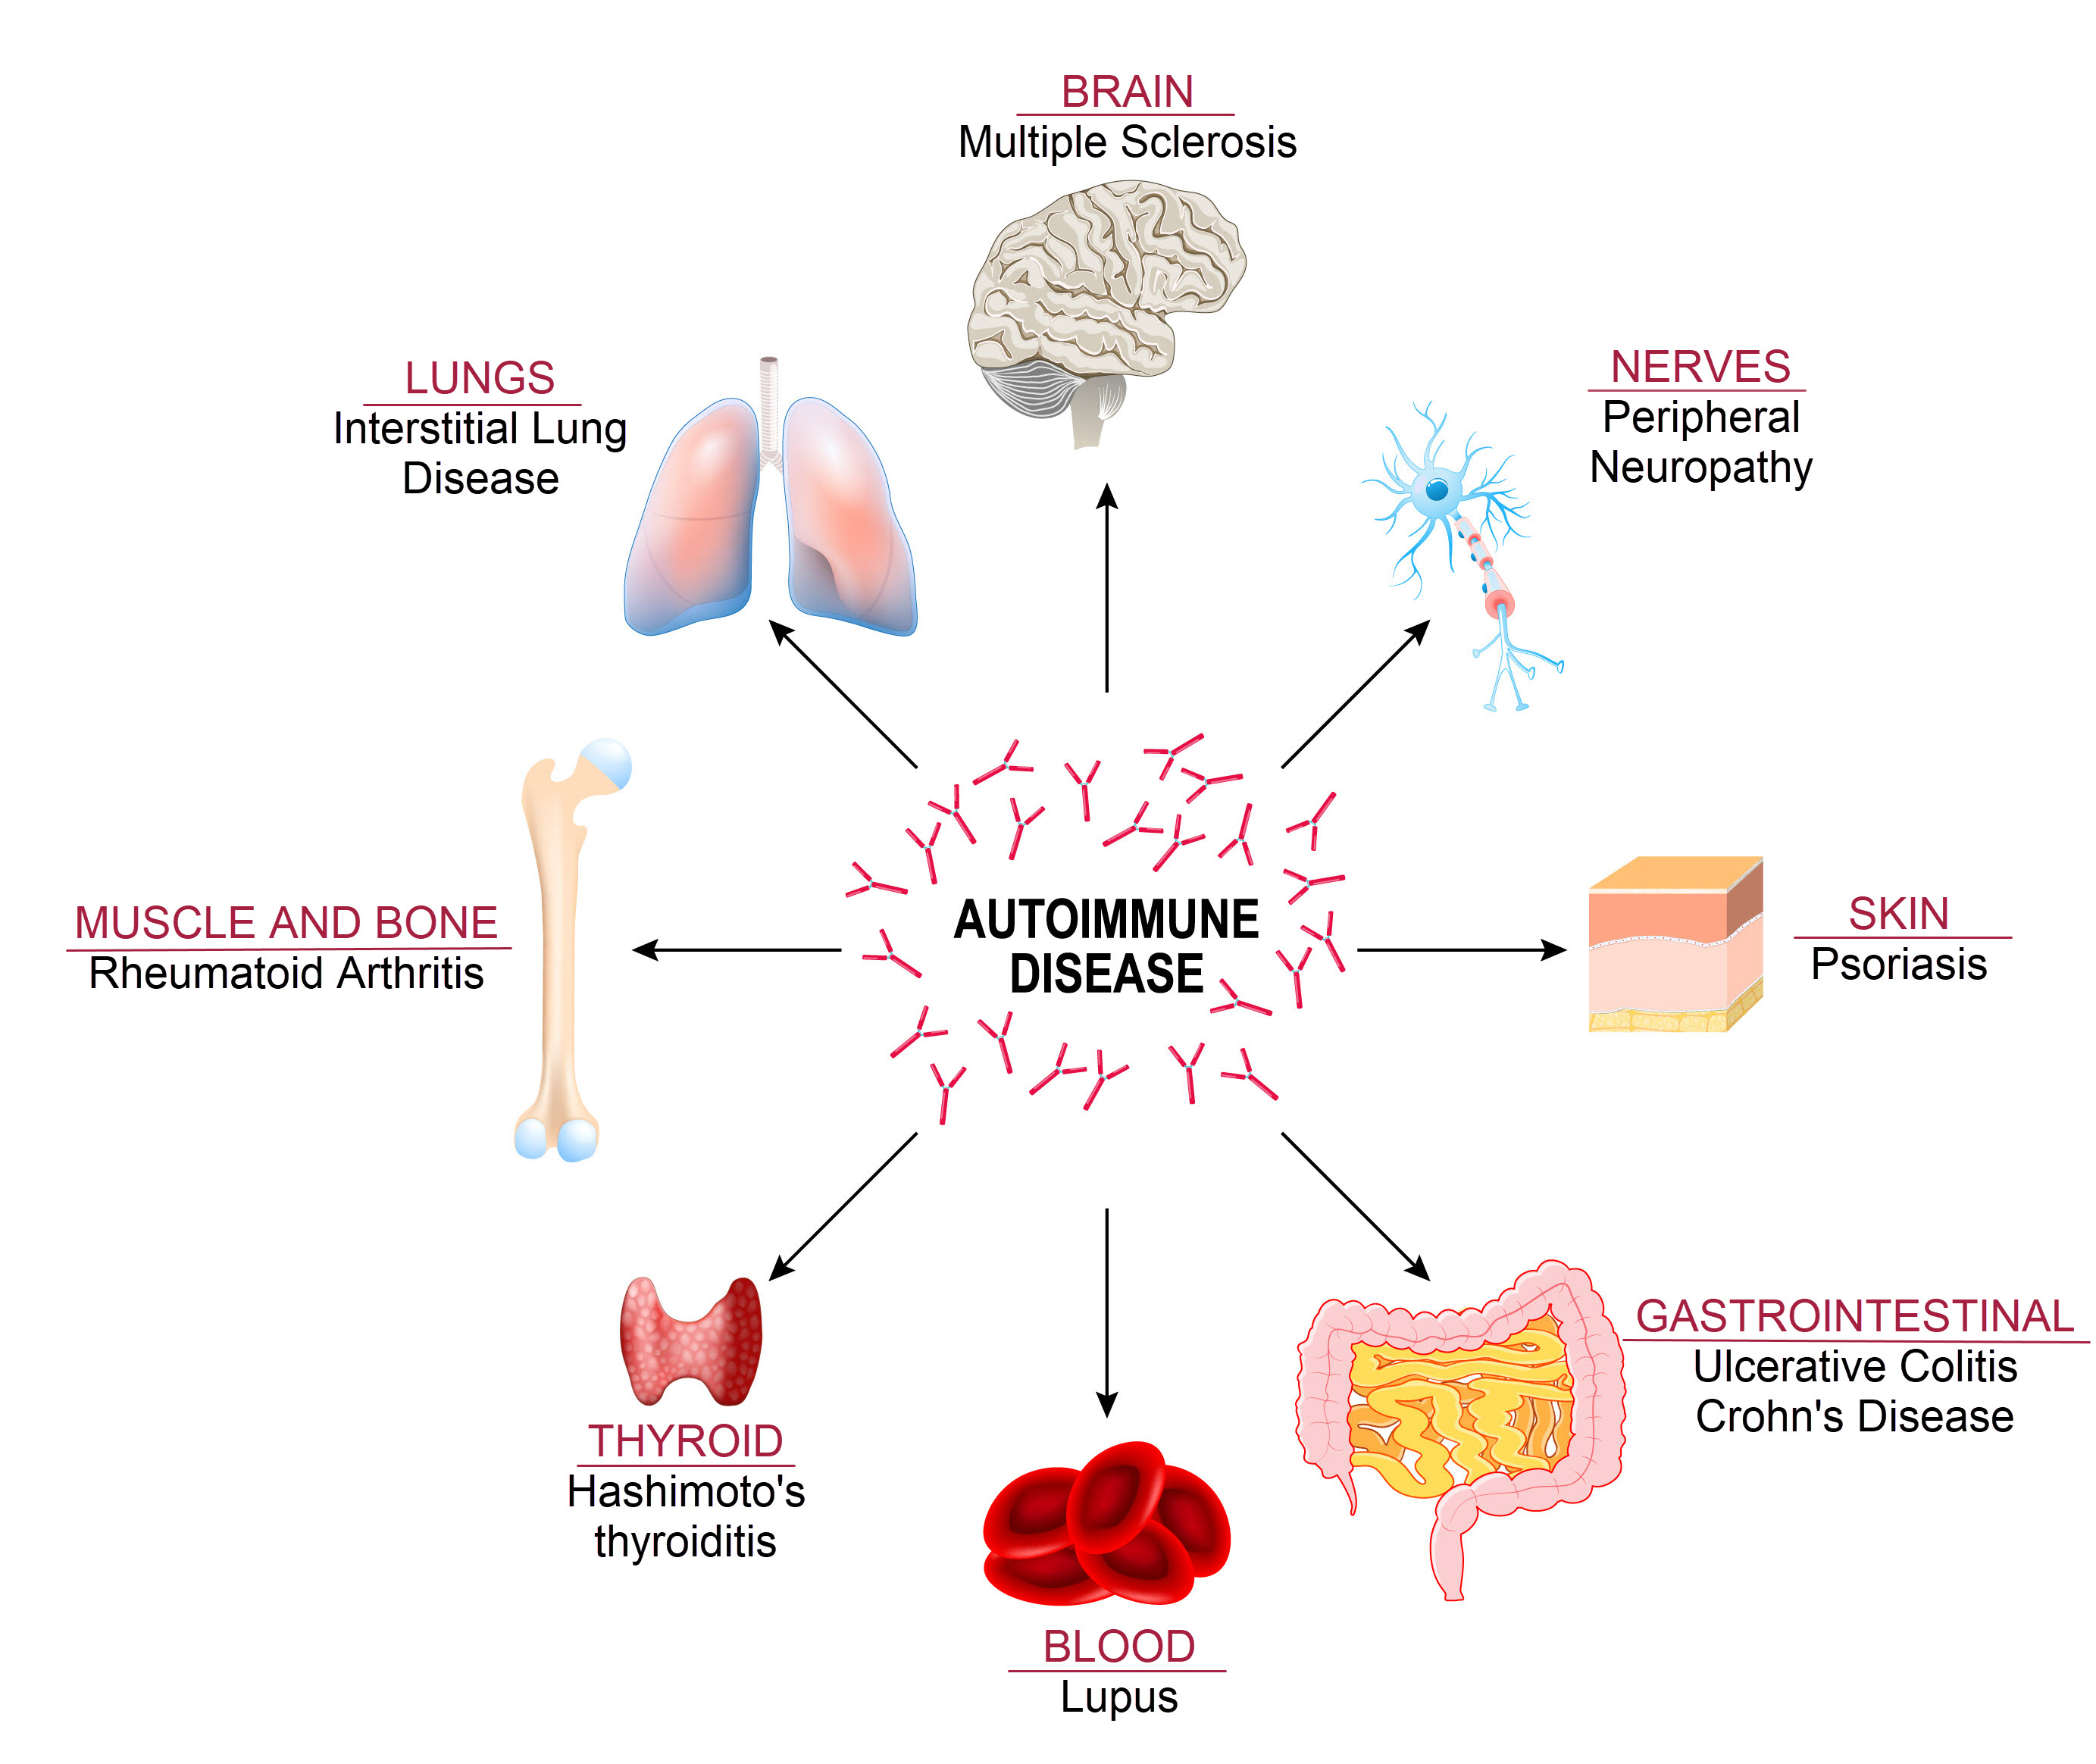 BRAIN
Multiple Sclerosis
LUNGS
Interstitial Lung
Disease
NERVES
Peripheral
Neuropathy
MUSCLE AND BONE
Rheumatoid Arthritis
AUTOIMMUNE
DISEASE
SKIN
Psoriasis
THYROID
Hashimoto's
thyroiditis
GASTROINTESTINAL
Ulcerative Colitis
Crohn's Disease
BLOOD
Lupus